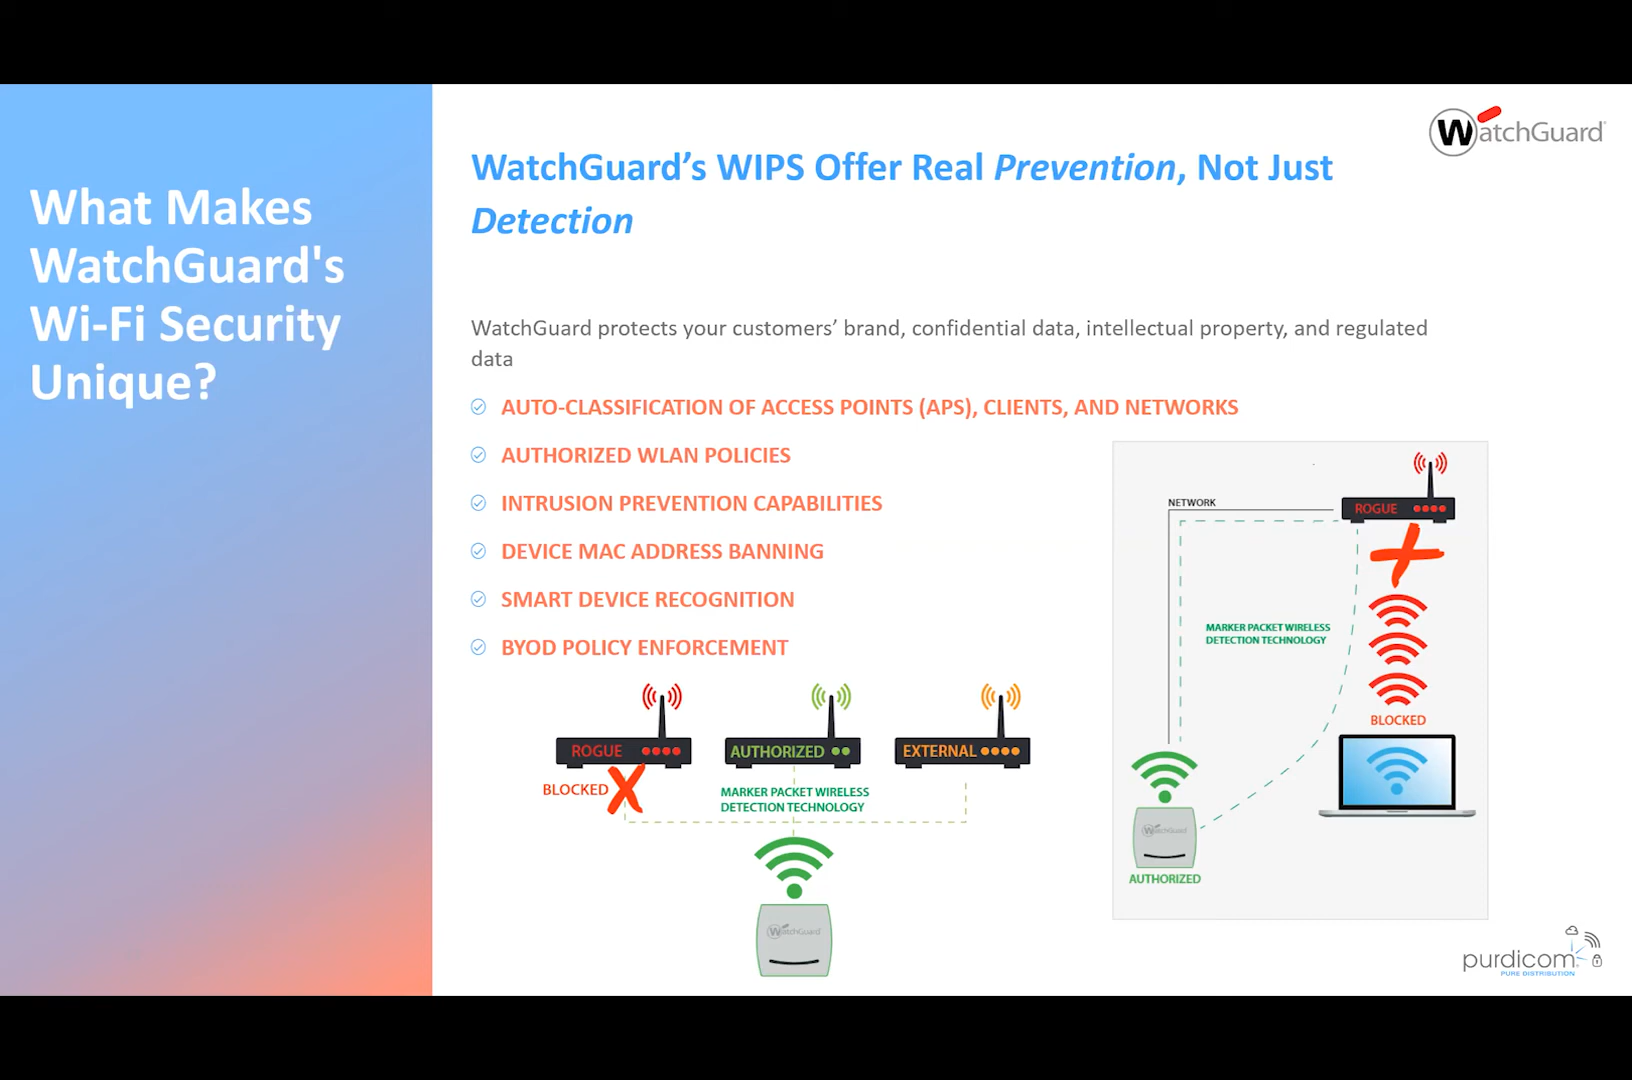 What Makes
WatchGuard's
Wi-Fi Security
Unique?
WatchGuard
WatchGuard’s WIPS Offer Real Prevention, Not Just
Detection
WatchGuard protects your customers’ brand, confidential data, intellectual property, and regulated
data
AUTO-CLASSIFICATION OF ACCESS POINTS (APS), CLIENTS, AND NETWORKS
AUTHORIZED WLAN POLICIES
INTRUSION PREVENTION CAPABILITIES
DEVICE MAC ADDRESS BANNING
SMART DEVICE RECOGNITION
BYOD POLICY ENFORCEMENT
ROGUE
AUTHORIZED
EXTERNAL
BLOCKED
MARKER PACKET WIRELESS
DETECTION TECHNOLOGY
WatchGuard
NETWORK
ROGUE
MARKER PACKET WIRELESS
DETECTION TECHNOLOGY
BLOCKED
WatchGuard
AUTHORIZED
purdicom
PURE DISTRIBUTION